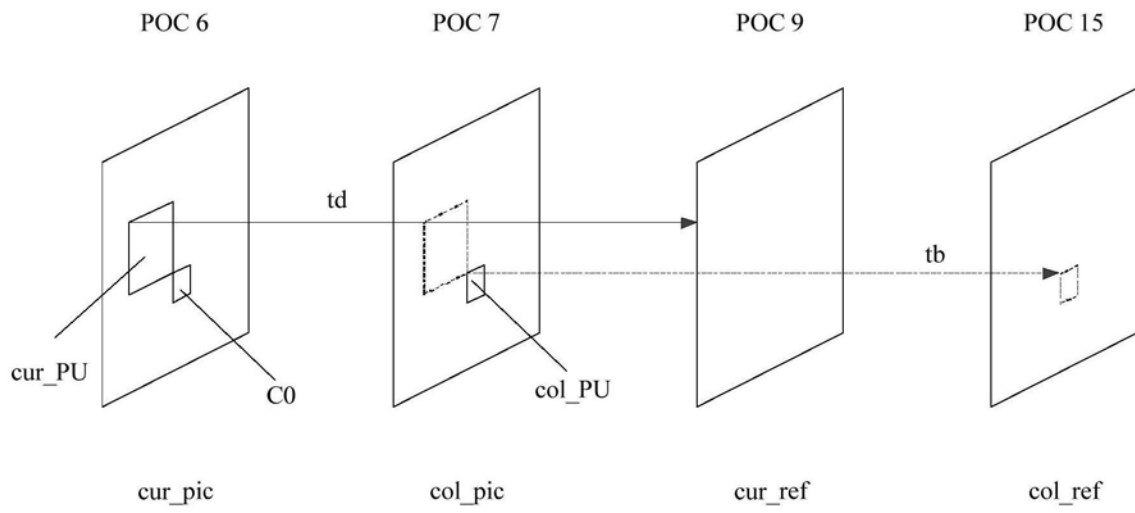 POC 6 POC 7 POC 9 POC 15
td
tb
cur_PU
C0
col_PU
cur_pic col_pic cur_ref col_ref